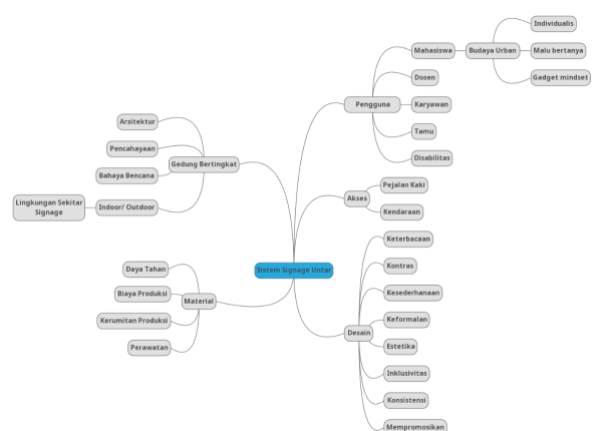 Individualis
Mahasiswa
Budaya Urban
Malu bertanya
Gadget mindset
Dosen
Pengguna
Karyawan
Tamu
Disabilitas
Arsitektur
Pencahayaan
Gedung Bertingkat
Bahaya Bencana
Lingkungan Sekitar
Signage
Indoor/ Outdoor
Pejalan Kaki
Akses
Kendaraan
Sistem Signage Untar
Daya Tahan
Biaya Produksi
Material
Kerumitan Produksi
Perawatan
Keterbacaan
Kontras
Kesederhanaan
Keformalan
Desain
Estetika
Inklusivitas
Konsistensi
Mempromosikan